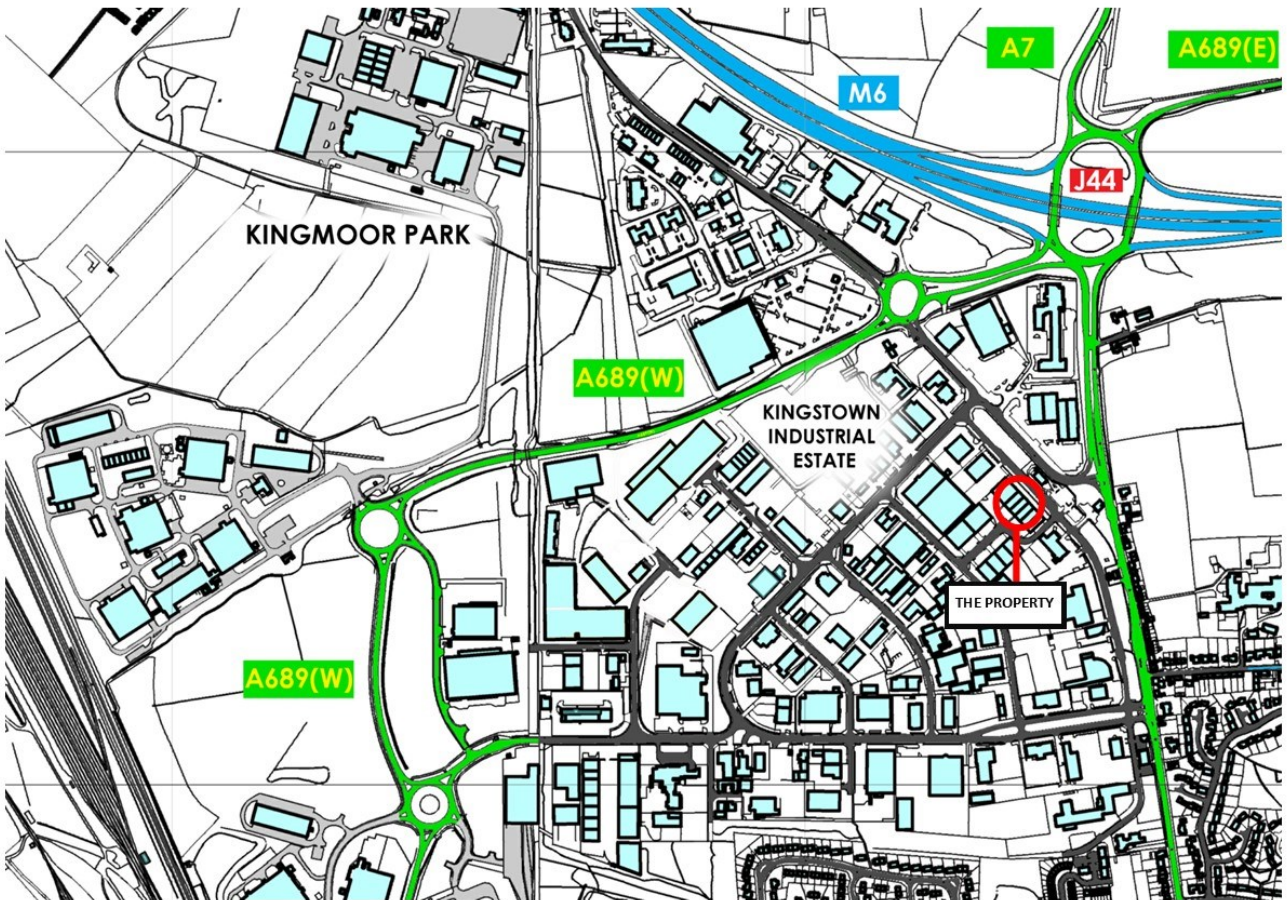 A7
A689(E)
M6
J44
KINGMOOR PARK
A689(W)
KINGSTOWN
INDUSTRIAL
ESTATE
THE PROPERTY
A689(W)